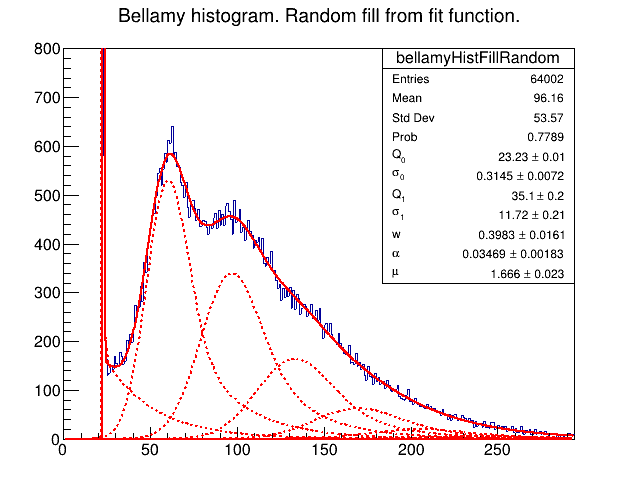 Bellamy histogram. Random fill from fit function.
bellamyHistFillRandom
Entries 64002
Mean 96.16
Std Dev 53.57
Prob 0.7789
Q₀ 23.23 ± 0.01
σ₀ 0.3145 ± 0.0072
Q₁ 35.1 ± 0.2
σ₁ 11.72 ± 0.21
w 0.3983 ± 0.0161
α 0.03469 ± 0.00183
μ 1.666 ± 0.023
800
700
600
500
400
300
200
100
0
0 50 100 150 200 250